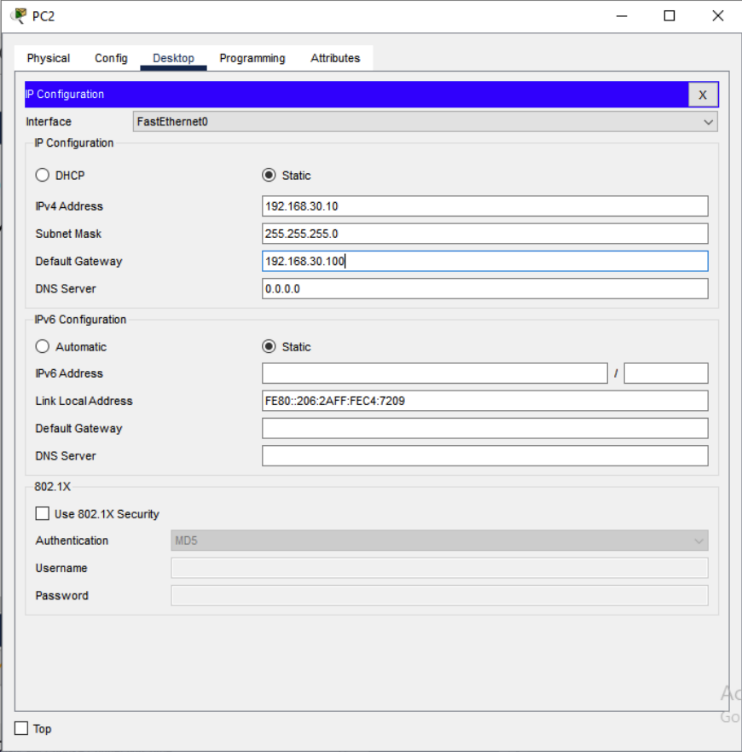 PC2
Physical Config Desktop Programming Attributes
IP Configuration X
Interface FastEthernet0
IP Configuration
DHCP Static
IPv4 Address 192.168.30.10
Subnet Mask 255.255.255.0
Default Gateway 192.168.30.100
DNS Server 0.0.0.0
IPv6 Configuration
Automatic Static
IPv6 Address /
Link Local Address FE80::206:2AFF:FEC4:7209
Default Gateway
DNS Server
802.1X
Use 802.1X Security
Authentication MD5
Username
Password
Ac
Go
Top